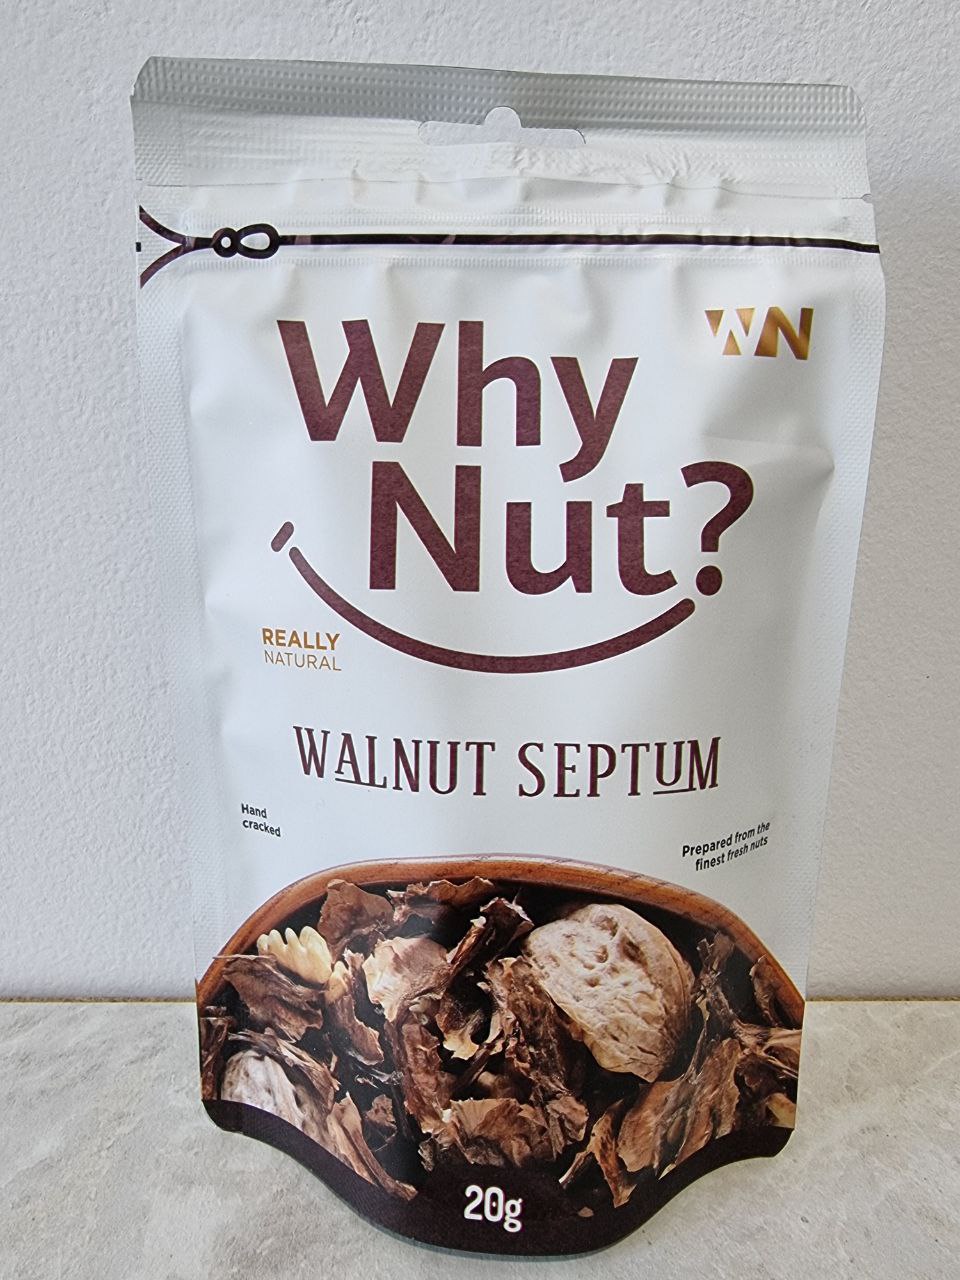 WN
Why
Nut?
REALLY
NATURAL
WALNUT SEPTUM
Hand
cracked
Prepared from the
finest fresh nuts
20g